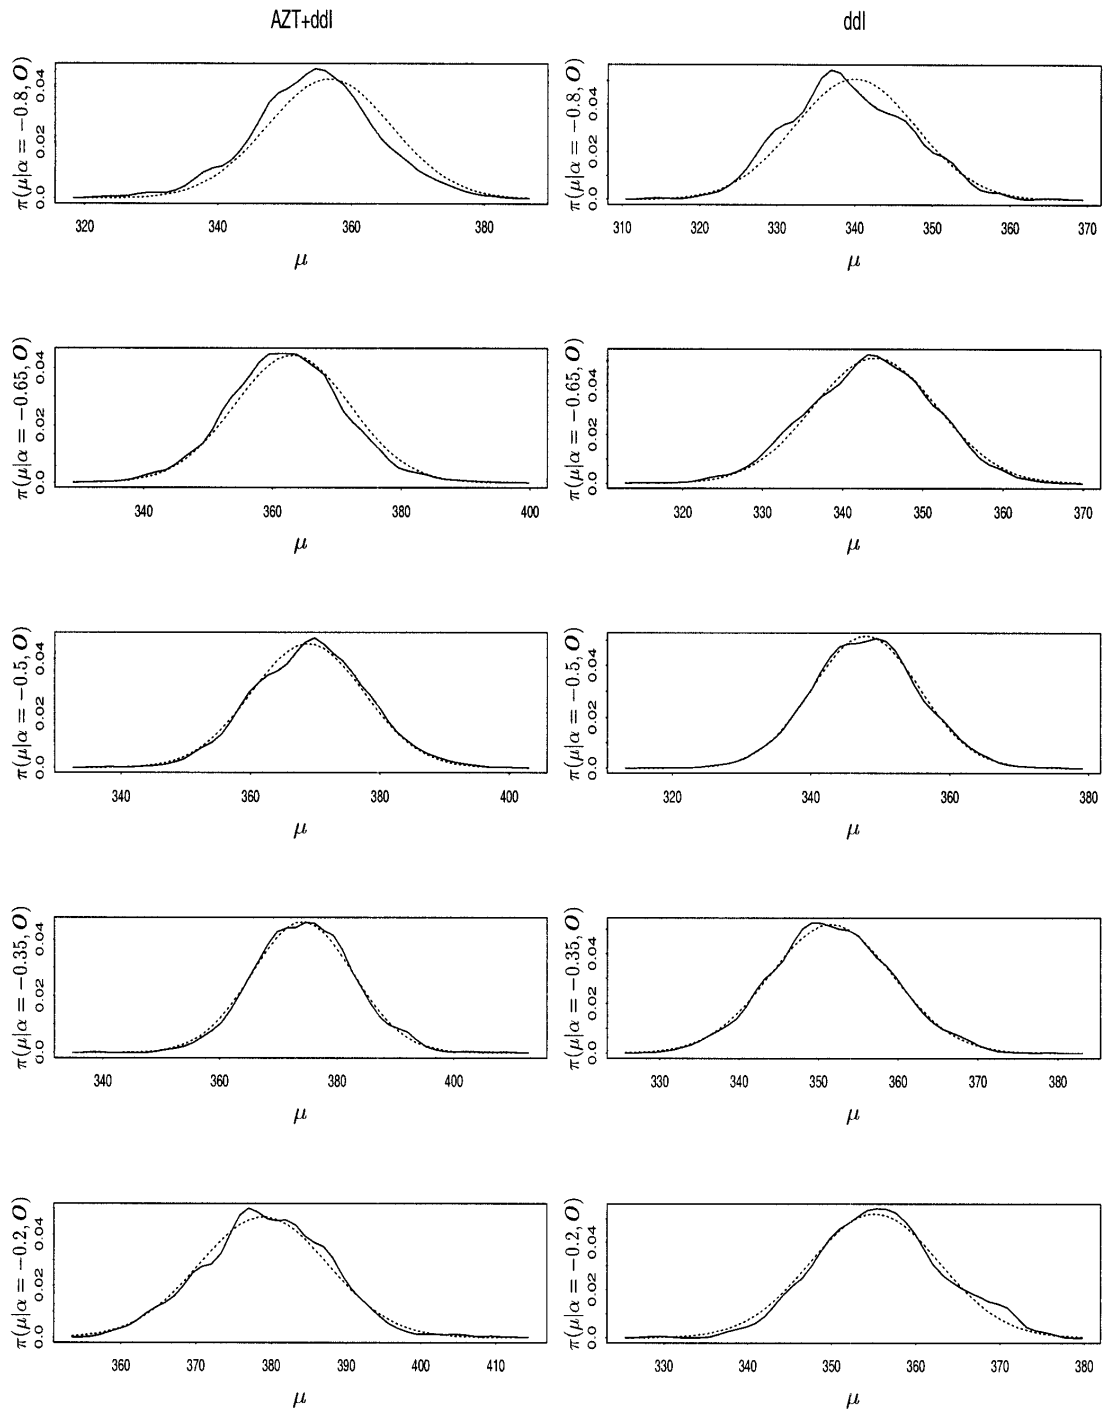 AZT+ddI
ddI
π(μ|α = −0.8, O)
0.0 0.02 0.04
320 340 360 380
μ
π(μ|α = −0.8, O)
0.0 0.02 0.04
310 320 330 340 350 360 370
μ
π(μ|α = −0.65, O)
0.0 0.02 0.04
340 360 380 400
μ
π(μ|α = −0.65, O)
0.0 0.02 0.04
320 330 340 350 360 370
μ
π(μ|α = −0.5, O)
0.0 0.02 0.04
340 360 380 400
μ
π(μ|α = −0.5, O)
0.0 0.02 0.04
320 340 360 380
μ
π(μ|α = −0.35, O)
0.0 0.02 0.04
340 360 380 400
μ
π(μ|α = −0.35, O)
0.0 0.02 0.04
330 340 350 360 370 380
μ
π(μ|α = −0.2, O)
0.0 0.02 0.04
360 370 380 390 400 410
μ
π(μ|α = −0.2, O)
0.0 0.02 0.04
330 340 350 360 370 380
μ